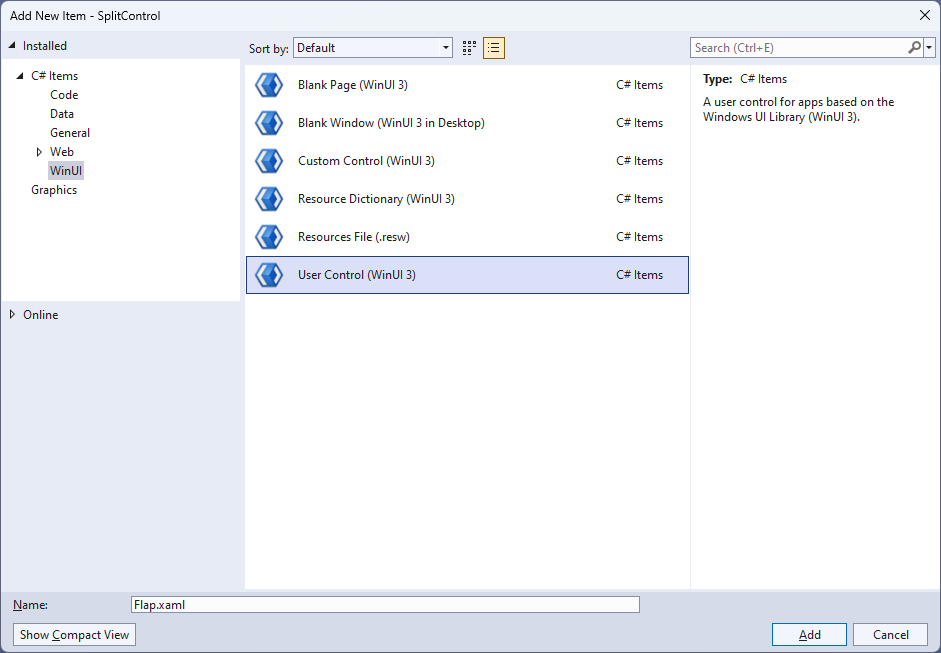 Add New Item - SplitControl
Installed
Sort by: Default
Search (Ctrl+E)
C# Items
Code
Data
General
Web
WinUI
Graphics
Online
Blank Page (WinUI 3) C# Items
Blank Window (WinUI 3 in Desktop) C# Items
Custom Control (WinUI 3) C# Items
Resource Dictionary (WinUI 3) C# Items
Resources File (.resw) C# Items
User Control (WinUI 3) C# Items
Type: C# Items
A user control for apps based on the
Windows UI Library (WinUI 3).
Name: Flap.xaml
Show Compact View
Add
Cancel